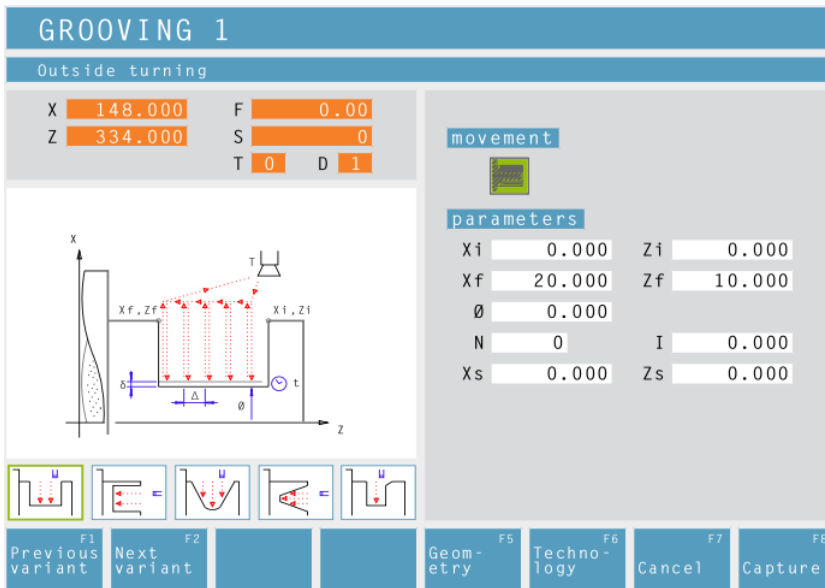 GROOVING 1
Outside turning
X 148.000 F 0.00
Z 334.000 S 0
T 0 D 1
movement
parameters
Xi 0.000 Zi 0.000
Xf 20.000 Zf 10.000
Ø 0.000
N 0 I 0.000
Xs 0.000 Zs 0.000
X
T
Xf,Zf Xi,Zi
δ t
Δ
Ø
Z
F1 F2 F5 F6 F7 F8
Previous Next Geom- Techno- Cancel Capture
variant variant etry logy